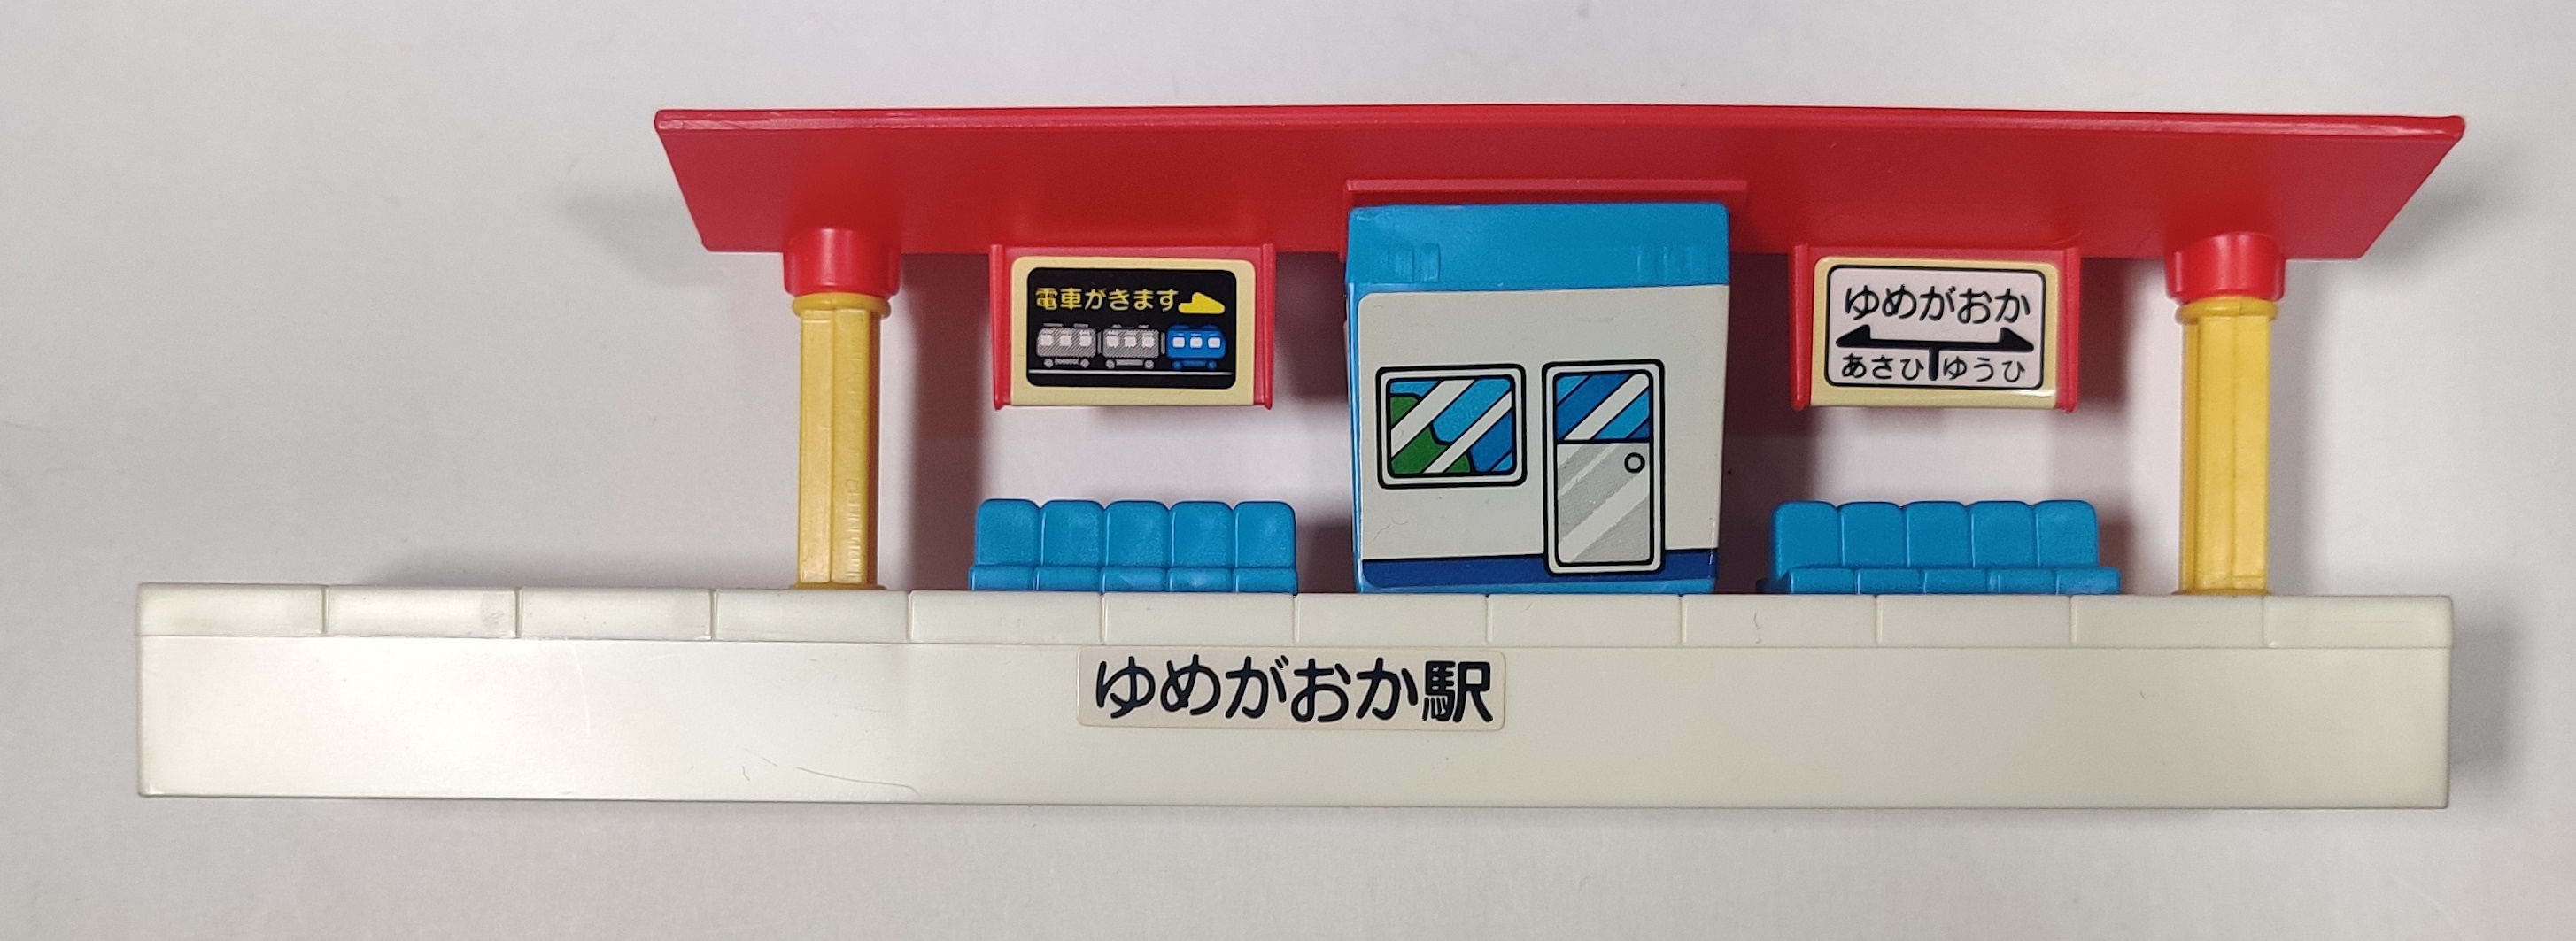 電車がきます
ゆめがおか
あさひ ゆうひ
ゆめがおか駅